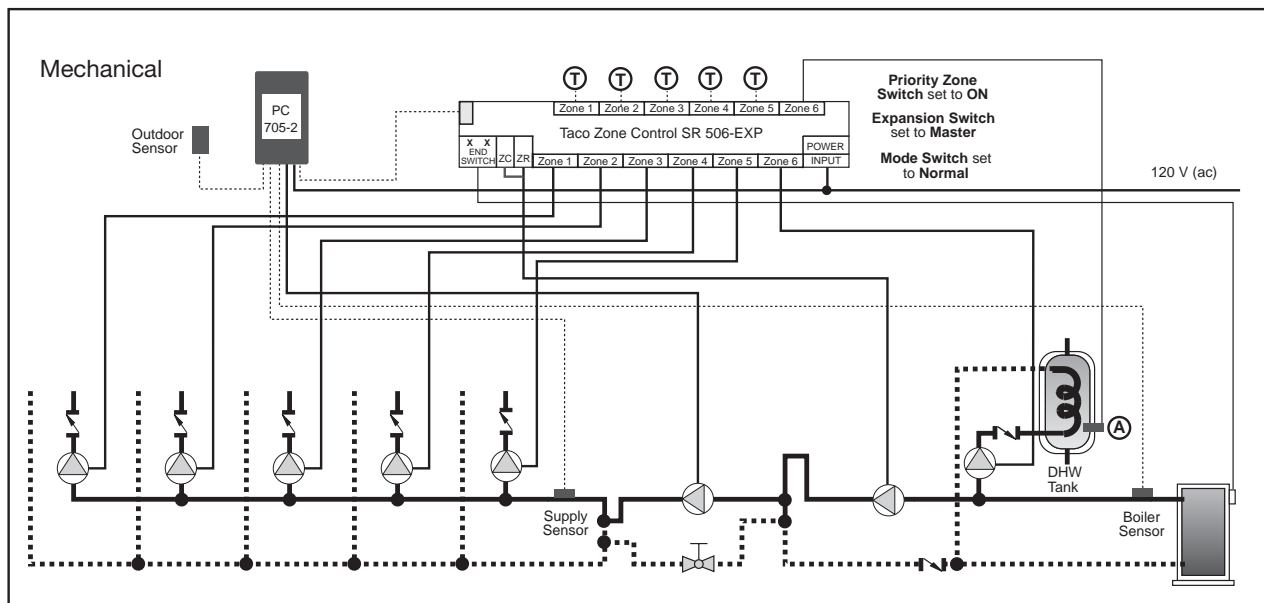 Mechanical
PC
705-2
Outdoor
Sensor
T T T T T
Zone 1 Zone 2 Zone 3 Zone 4 Zone 5 Zone 6
Taco Zone Control SR 506-EXP
X X
END
SWITCH
ZC ZR Zone 1 Zone 2 Zone 3 Zone 4 Zone 5 Zone 6
POWER
INPUT
Priority Zone
Switch set to ON
Expansion Switch
set to Master
Mode Switch set
to Normal
120 V (ac)
A
DHW
Tank
Supply
Sensor
Boiler
Sensor